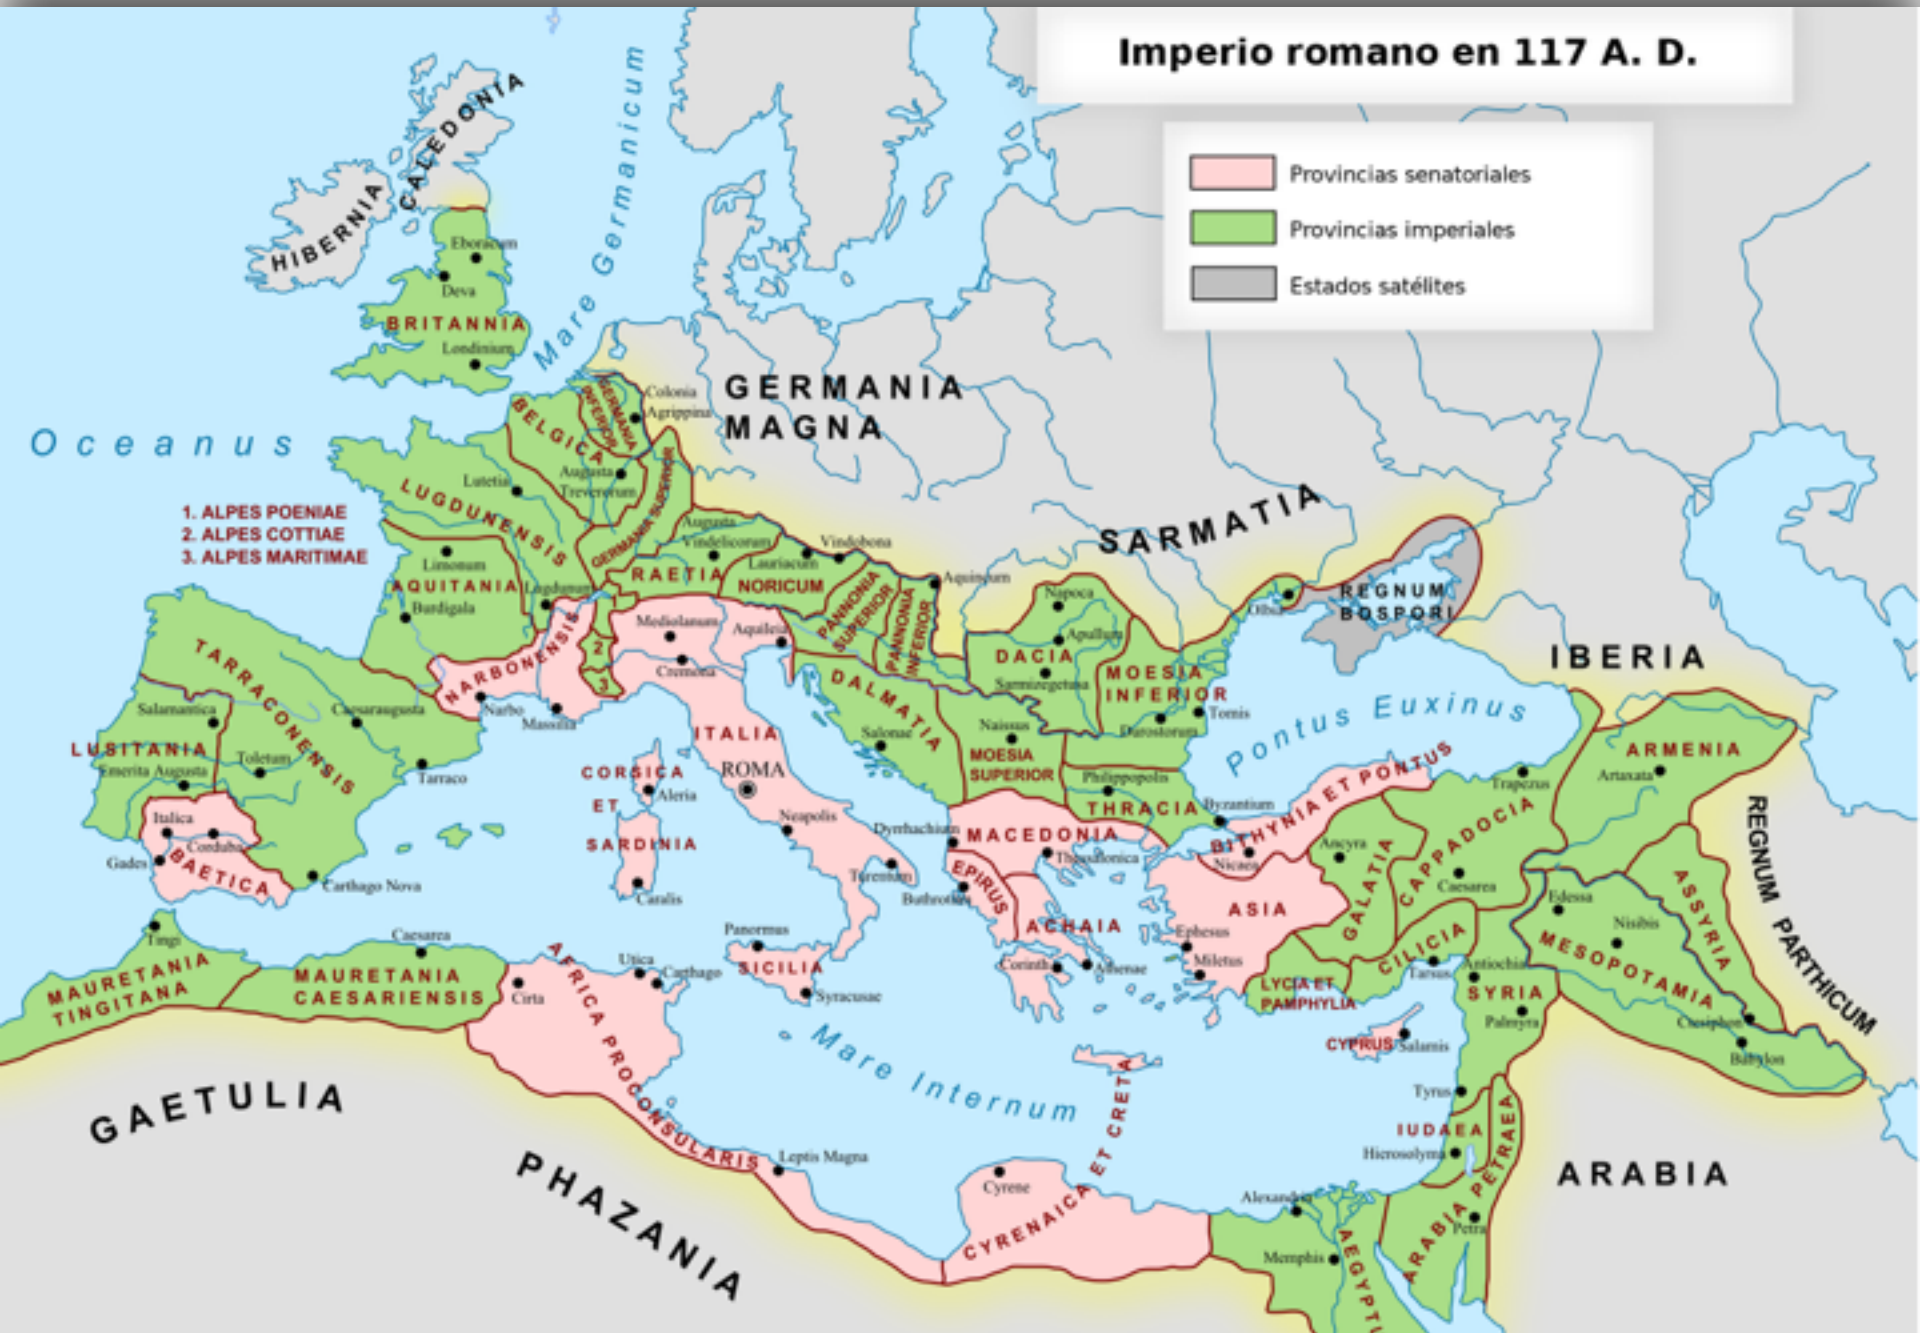 Imperio romano en 117 A. D.
Provincias senatoriales
Provincias imperiales
Estados satélites
CALEDONIA
HIBERNIA
Mare Germanicum
Eboracum
Deva
BRITANNIA
Londinium
Oceanus
GERMANIA
MAGNA
Colonia
Agrippina
GERMANIA
INFERIOR
BELGICA
Augusta
Treverorum
Lutetia
LUGDUNENSIS
GERMANIA SUPERIOR
1. ALPES POENIAE
2. ALPES COTTIAE
3. ALPES MARITIMAE
Limonum
AQUITANIA
Lugdunum
Burdigala
Augusta
Vindelicorum
RAETIA
Lauriacum
Vindobona
NORICUM
PANNONIA
SUPERIOR
PANNONIA
INFERIOR
Aquincum
SARMATIA
Napoca
Apullum
DACIA
Sarmizegetusa
MOESIA
INFERIOR
Tomis
Durostorum
Olbia
REGNUM
BOSPORI
IBERIA
Pontus Euxinus
NARBONENSIS
2
3
Narbo
Massilia
Mediolanum
Aquileia
Cremona
DALMATIA
Salonae
Naissus
MOESIA
SUPERIOR
Philippopolis
THRACIA
Byzantium
TARRACONENSIS
Salamantica
Caesaraugusta
LUSITANIA
Toletum
Emerita Augusta
Tarraco
Italica
Corduba
Gades
BAETICA
Carthago Nova
ITALIA
ROMA
CORSICA
ET
SARDINIA
Aleria
Caralis
Neapolis
Dyrrhachium
Tarentum
MACEDONIA
Thessalonica
EPIRUS
Buthrotum
ACHAIA
Corinth
Athenae
BITHYNIA ET PONTUS
Nicaea
Trapezus
ARMENIA
Artaxata
Ancyra
GALATIA
CAPPADOCIA
Caesarea
ASIA
Ephesus
Miletus
LYCIA ET
PAMPHYLIA
CILICIA
Tarsus
Antiochia
SYRIA
Palmyra
Edessa
Nisibis
MESOPOTAMIA
ASSYRIA
Ctesiphon
Babylon
REGNUM PARTHICUM
Tingi
Caesarea
MAURETANIA
TINGITANA
MAURETANIA
CAESARIENSIS
Cirta
Utica
Carthago
AFRICA PROCONSULARIS
Panormus
SICILIA
Syracusae
Mare Internum
CYPRUS
Salamis
Tyrus
IUDAEA
Hierosolyma
ARABIA PETRAEA
Petra
ARABIA
GAETULIA
PHAZANIA
Leptis Magna
Cyrene
CYRENAICA ET CRETA
Alexandria
Memphis
AEGYPT